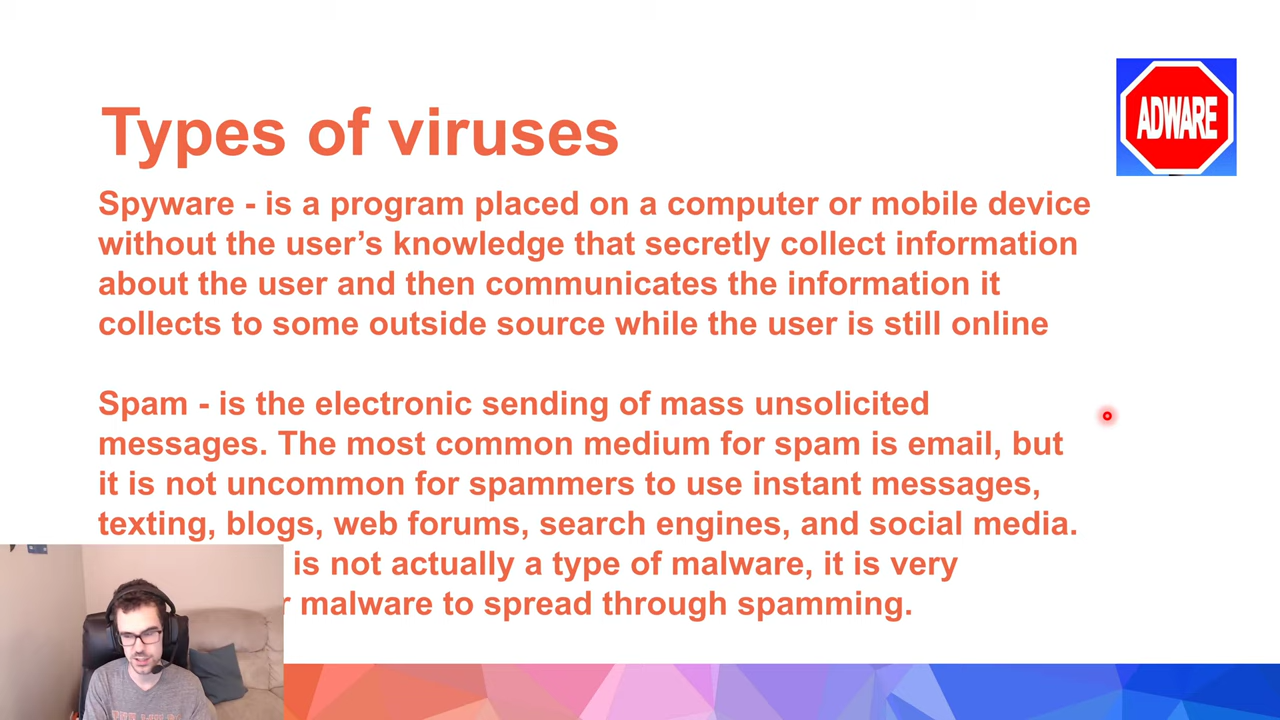 Types of viruses
ADWARE
Spyware - is a program placed on a computer or mobile device
without the user’s knowledge that secretly collect information
about the user and then communicates the information it
collects to some outside source while the user is still online
Spam - is the electronic sending of mass unsolicited
messages. The most common medium for spam is email, but
it is not uncommon for spammers to use instant messages,
texting, blogs, web forums, search engines, and social media.
is not actually a type of malware, it is very
malware to spread through spamming.